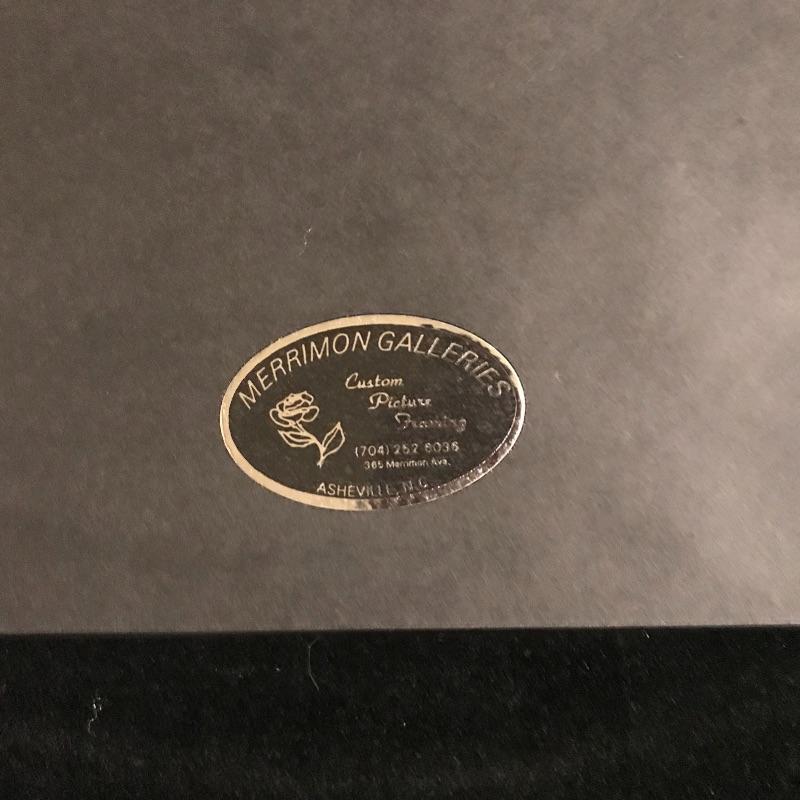 MERRIMON GALLERIES
Custom
Picture
Framing
(704) 252 6036
365 Merrimon Ave.
ASHEVILLE, N.C.